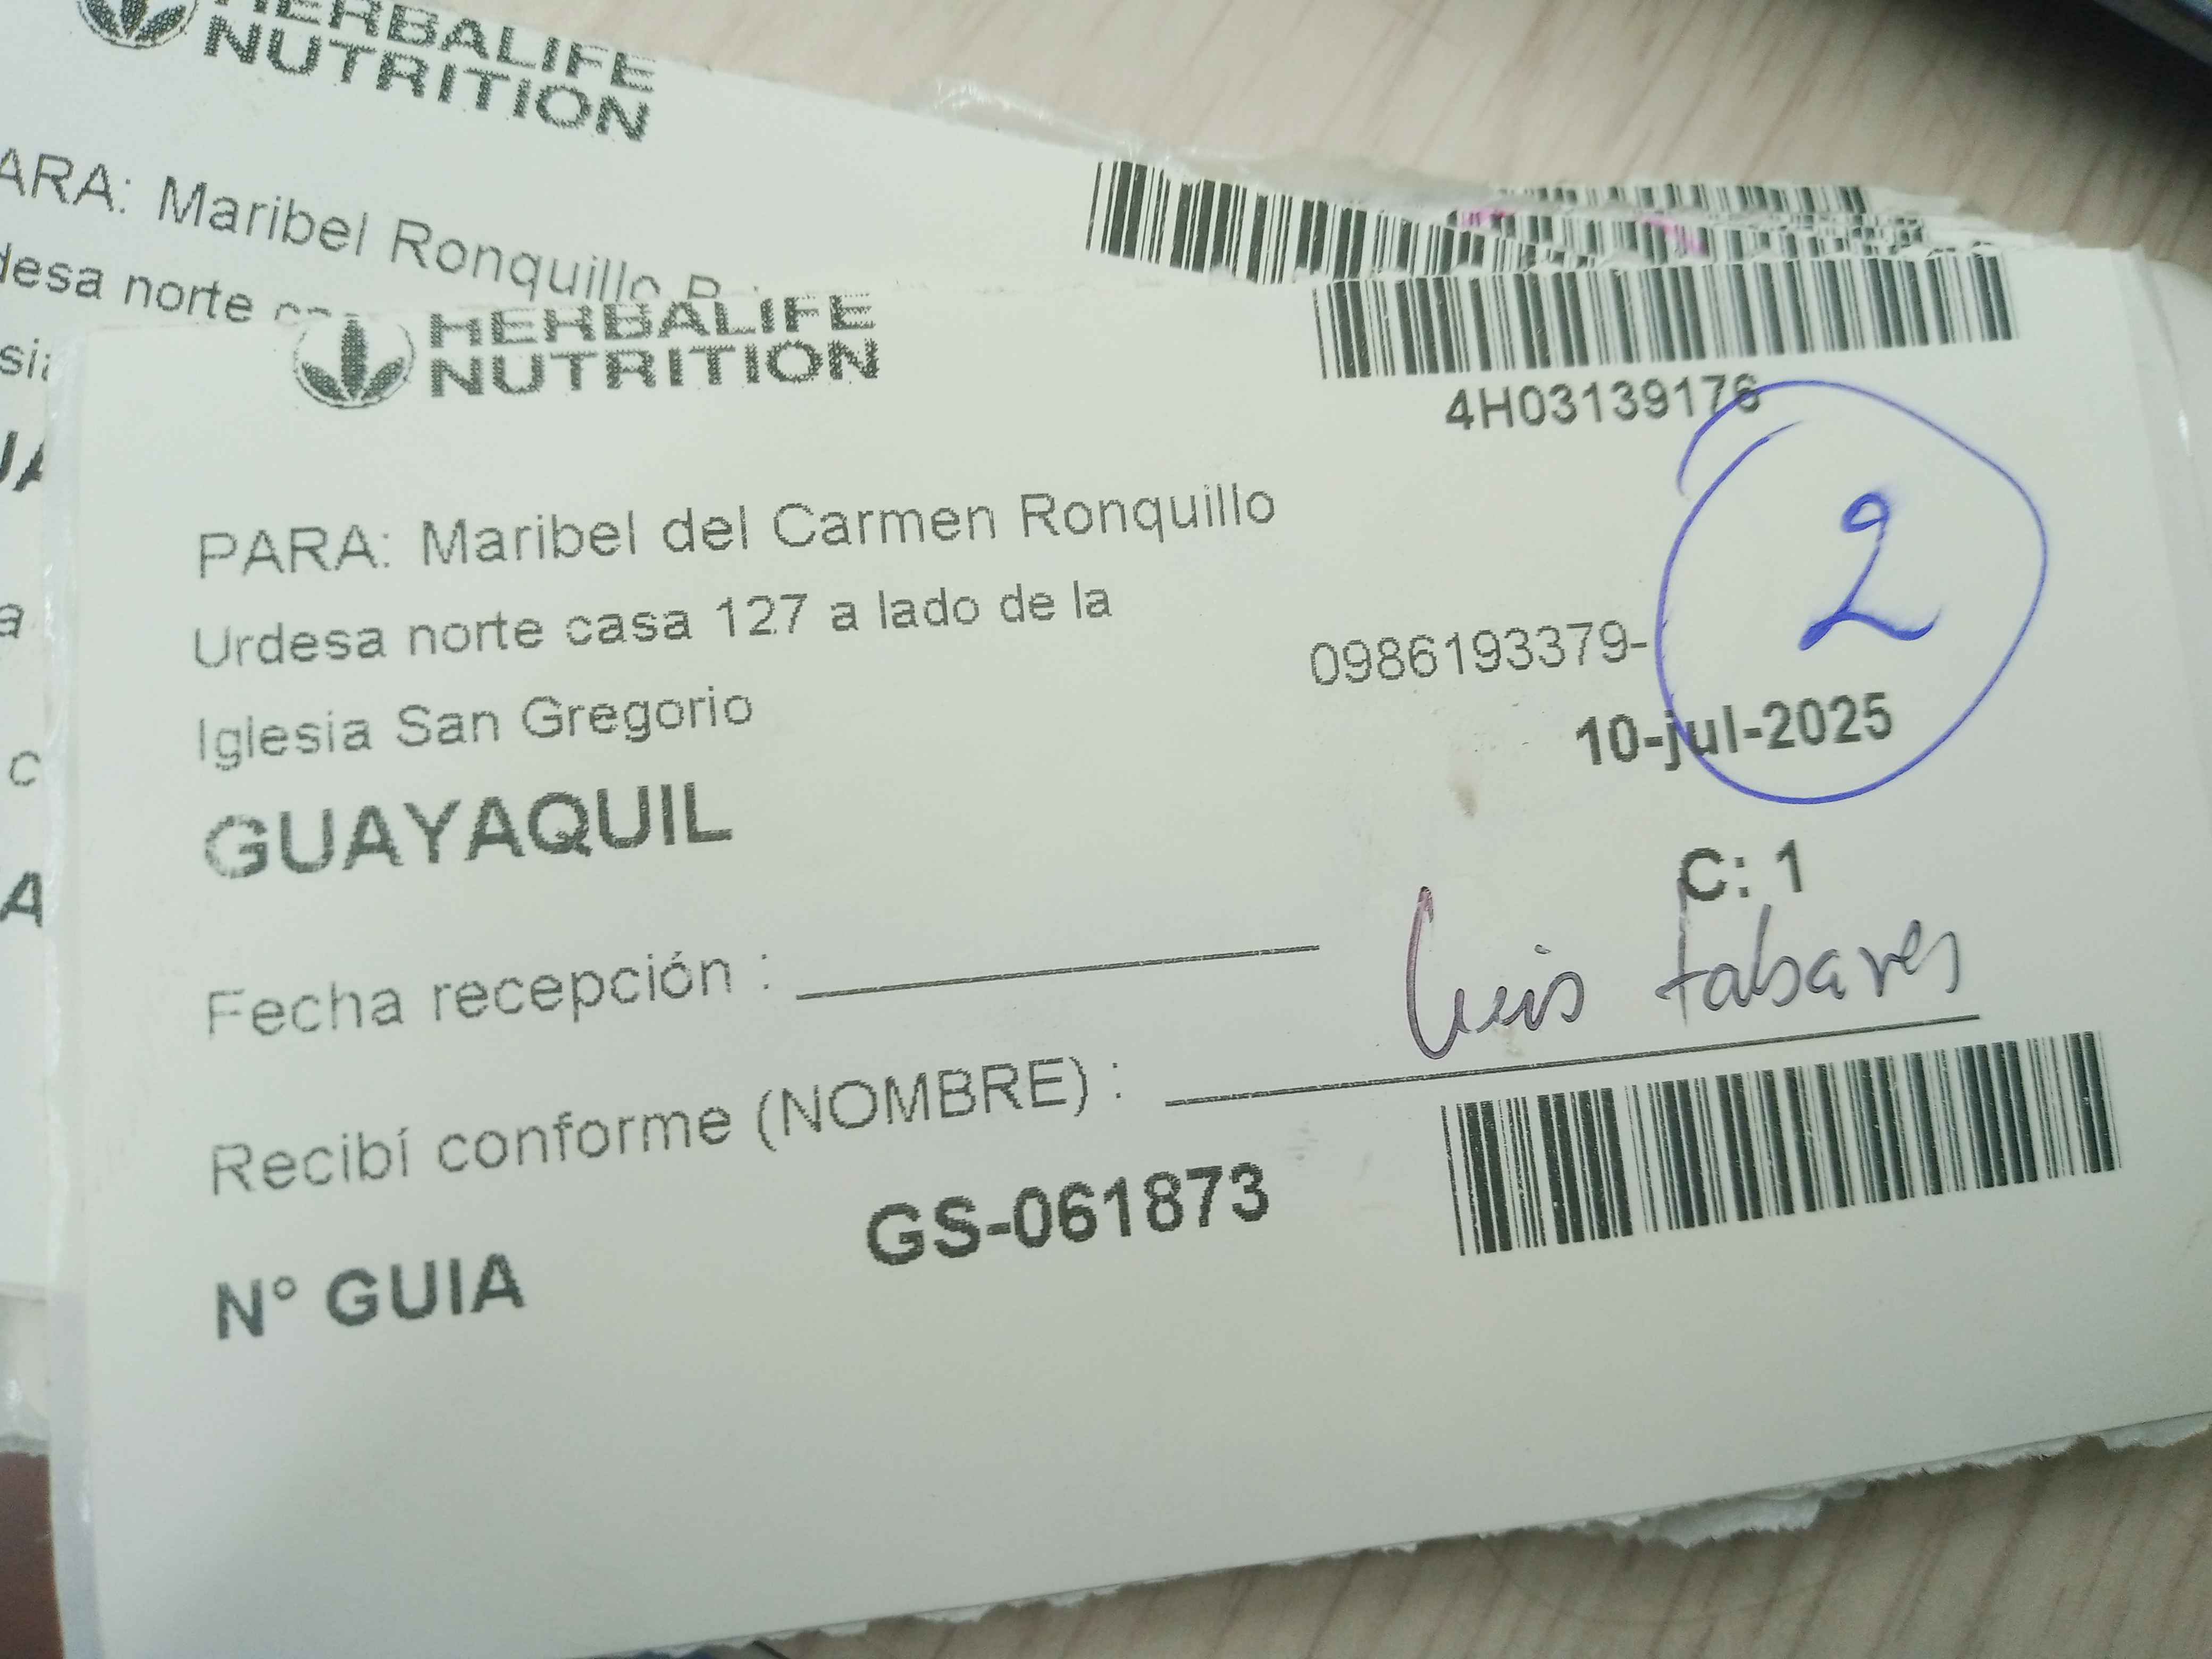 HERBALIFE
NUTRITION
ARA: Maribel Ronquillo
desa norte
HERBALIFE
NUTRITION
4H03139176
PARA: Maribel del Carmen Ronquillo
Urdesa norte casa 127 a lado de la
Iglesia San Gregorio
0986193379-
2
10-jul-2025
GUAYAQUIL
C: 1
Fecha recepción :
Luis tabares
Recibí conforme (NOMBRE) :
N° GUIA GS-061873